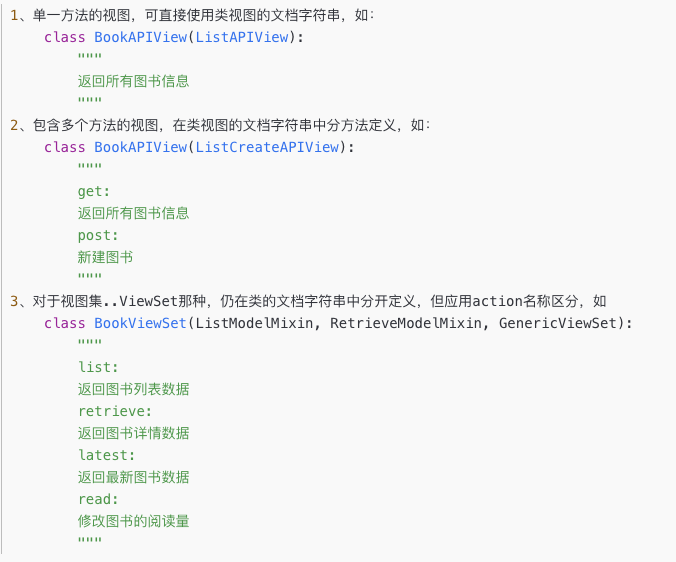 1、单一方法的视图，可直接使用类视图的文档字符串，如：
class BookAPIView(ListAPIView):
"""
返回所有图书信息
"""
2、包含多个方法的视图，在类视图的文档字符串中分方法定义，如：
class BookAPIView(ListCreateAPIView):
"""
get:
返回所有图书信息
post:
新建图书
"""
3、对于视图集..ViewSet那种，仍在类的文档字符串中分开定义，但应用action名称区分，如
class BookViewSet(ListModelMixin, RetrieveModelMixin, GenericViewSet):
"""
list:
返回图书列表数据
retrieve:
返回图书详情数据
latest:
返回最新图书数据
read:
修改图书的阅读量
"""